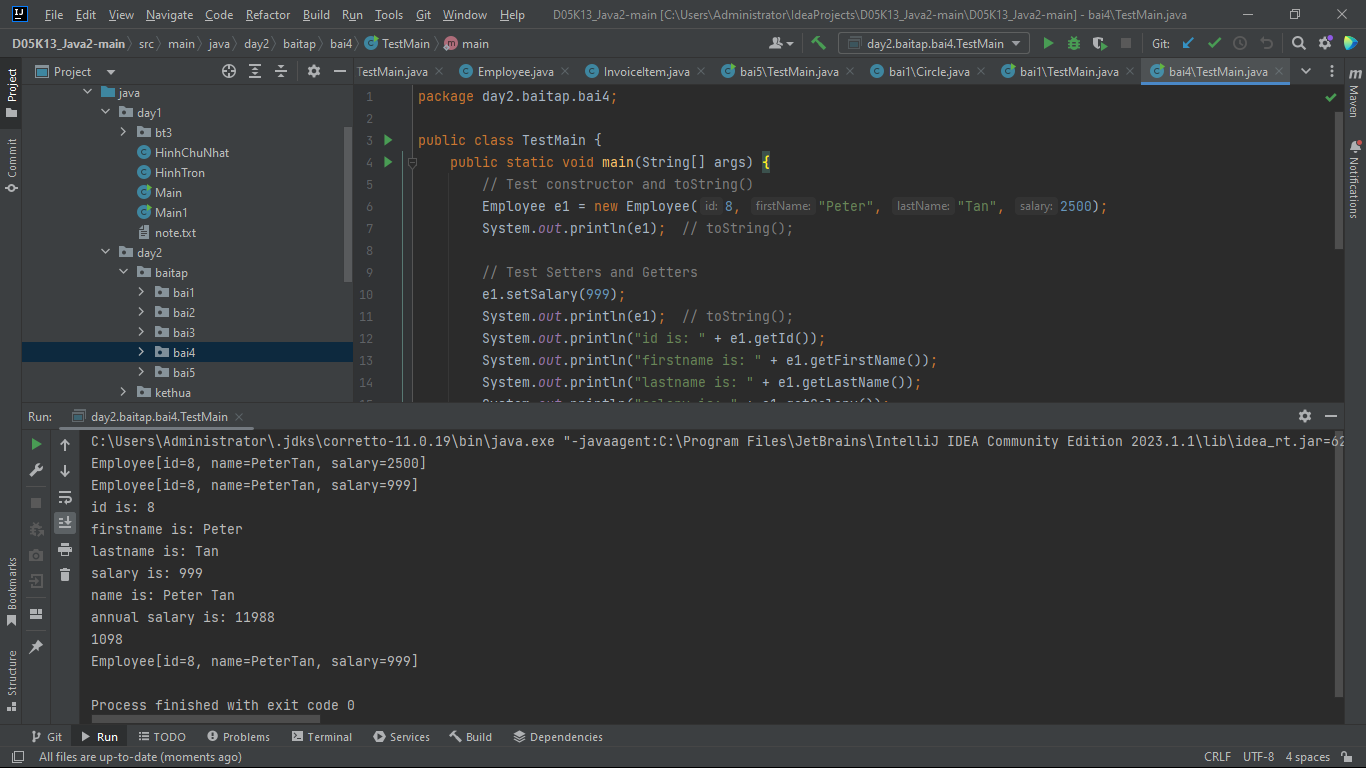 File Edit View Navigate Code Refactor Build Run Tools Git Window Help D05K13_Java2-main [C:\Users\Administrator\IdeaProjects\D05K13_Java2-main\D05K13_Java2-main] - bai4\TestMain.java
D05K13_Java2-main src main java day2 baitap bai4 TestMain main day2.baitap.bai4.TestMain Git:
Project TestMain.java Employee.java InvoiceItem.java bai5\TestMain.java bai1\Circle.java bai1\TestMain.java bai4\TestMain.java
Project
Commit
java
day1
bt3
HinhChuNhat
HinhTron
Main
Main1
note.txt
day2
baitap
bai1
bai2
bai3
bai4
bai5
kethua
1 package day2.baitap.bai4;
2
3 public class TestMain {
4 public static void main(String[] args) {
5 // Test constructor and toString()
6 Employee e1 = new Employee( id: 8, firstName: "Peter", lastName: "Tan", salary: 2500);
7 System.out.println(e1); // toString();
8
9 // Test Setters and Getters
10 e1.setSalary(999);
11 System.out.println(e1); // toString();
12 System.out.println("id is: " + e1.getId());
13 System.out.println("firstname is: " + e1.getFirstName());
14 System.out.println("lastname is: " + e1.getLastName());
Maven
Notifications
Run: day2.baitap.bai4.TestMain
C:\Users\Administrator\.jdks\corretto-11.0.19\bin\java.exe "-javaagent:C:\Program Files\JetBrains\IntelliJ IDEA Community Edition 2023.1.1\lib\idea_rt.jar=62
Employee[id=8, name=PeterTan, salary=2500]
Employee[id=8, name=PeterTan, salary=999]
id is: 8
firstname is: Peter
lastname is: Tan
salary is: 999
name is: Peter Tan
annual salary is: 11988
1098
Employee[id=8, name=PeterTan, salary=999]
Process finished with exit code 0
Bookmarks
Structure
Git Run TODO Problems Terminal Services Build Dependencies
All files are up-to-date (moments ago) CRLF UTF-8 4 spaces